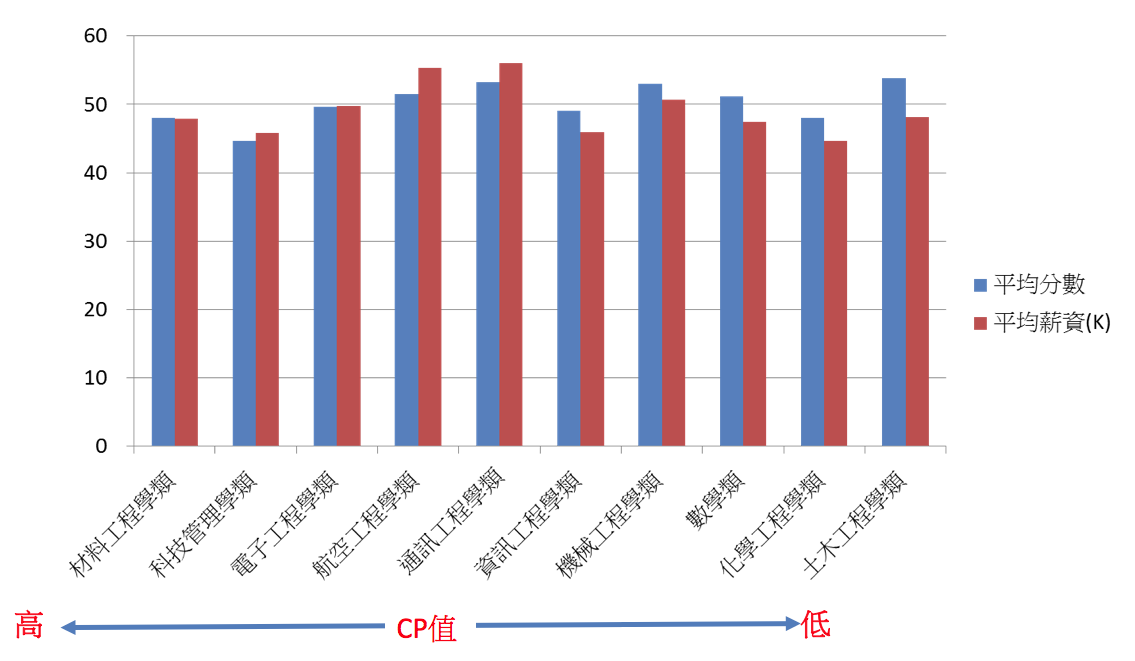 60
50
40
30
20
10
0
平均分數
平均薪資(K)
材料工程學類
科技管理學類
電子工程學類
航空工程學類
通訊工程學類
資訊工程學類
機械工程學類
數學類
化學工程學類
土木工程學類
高 CP值 低